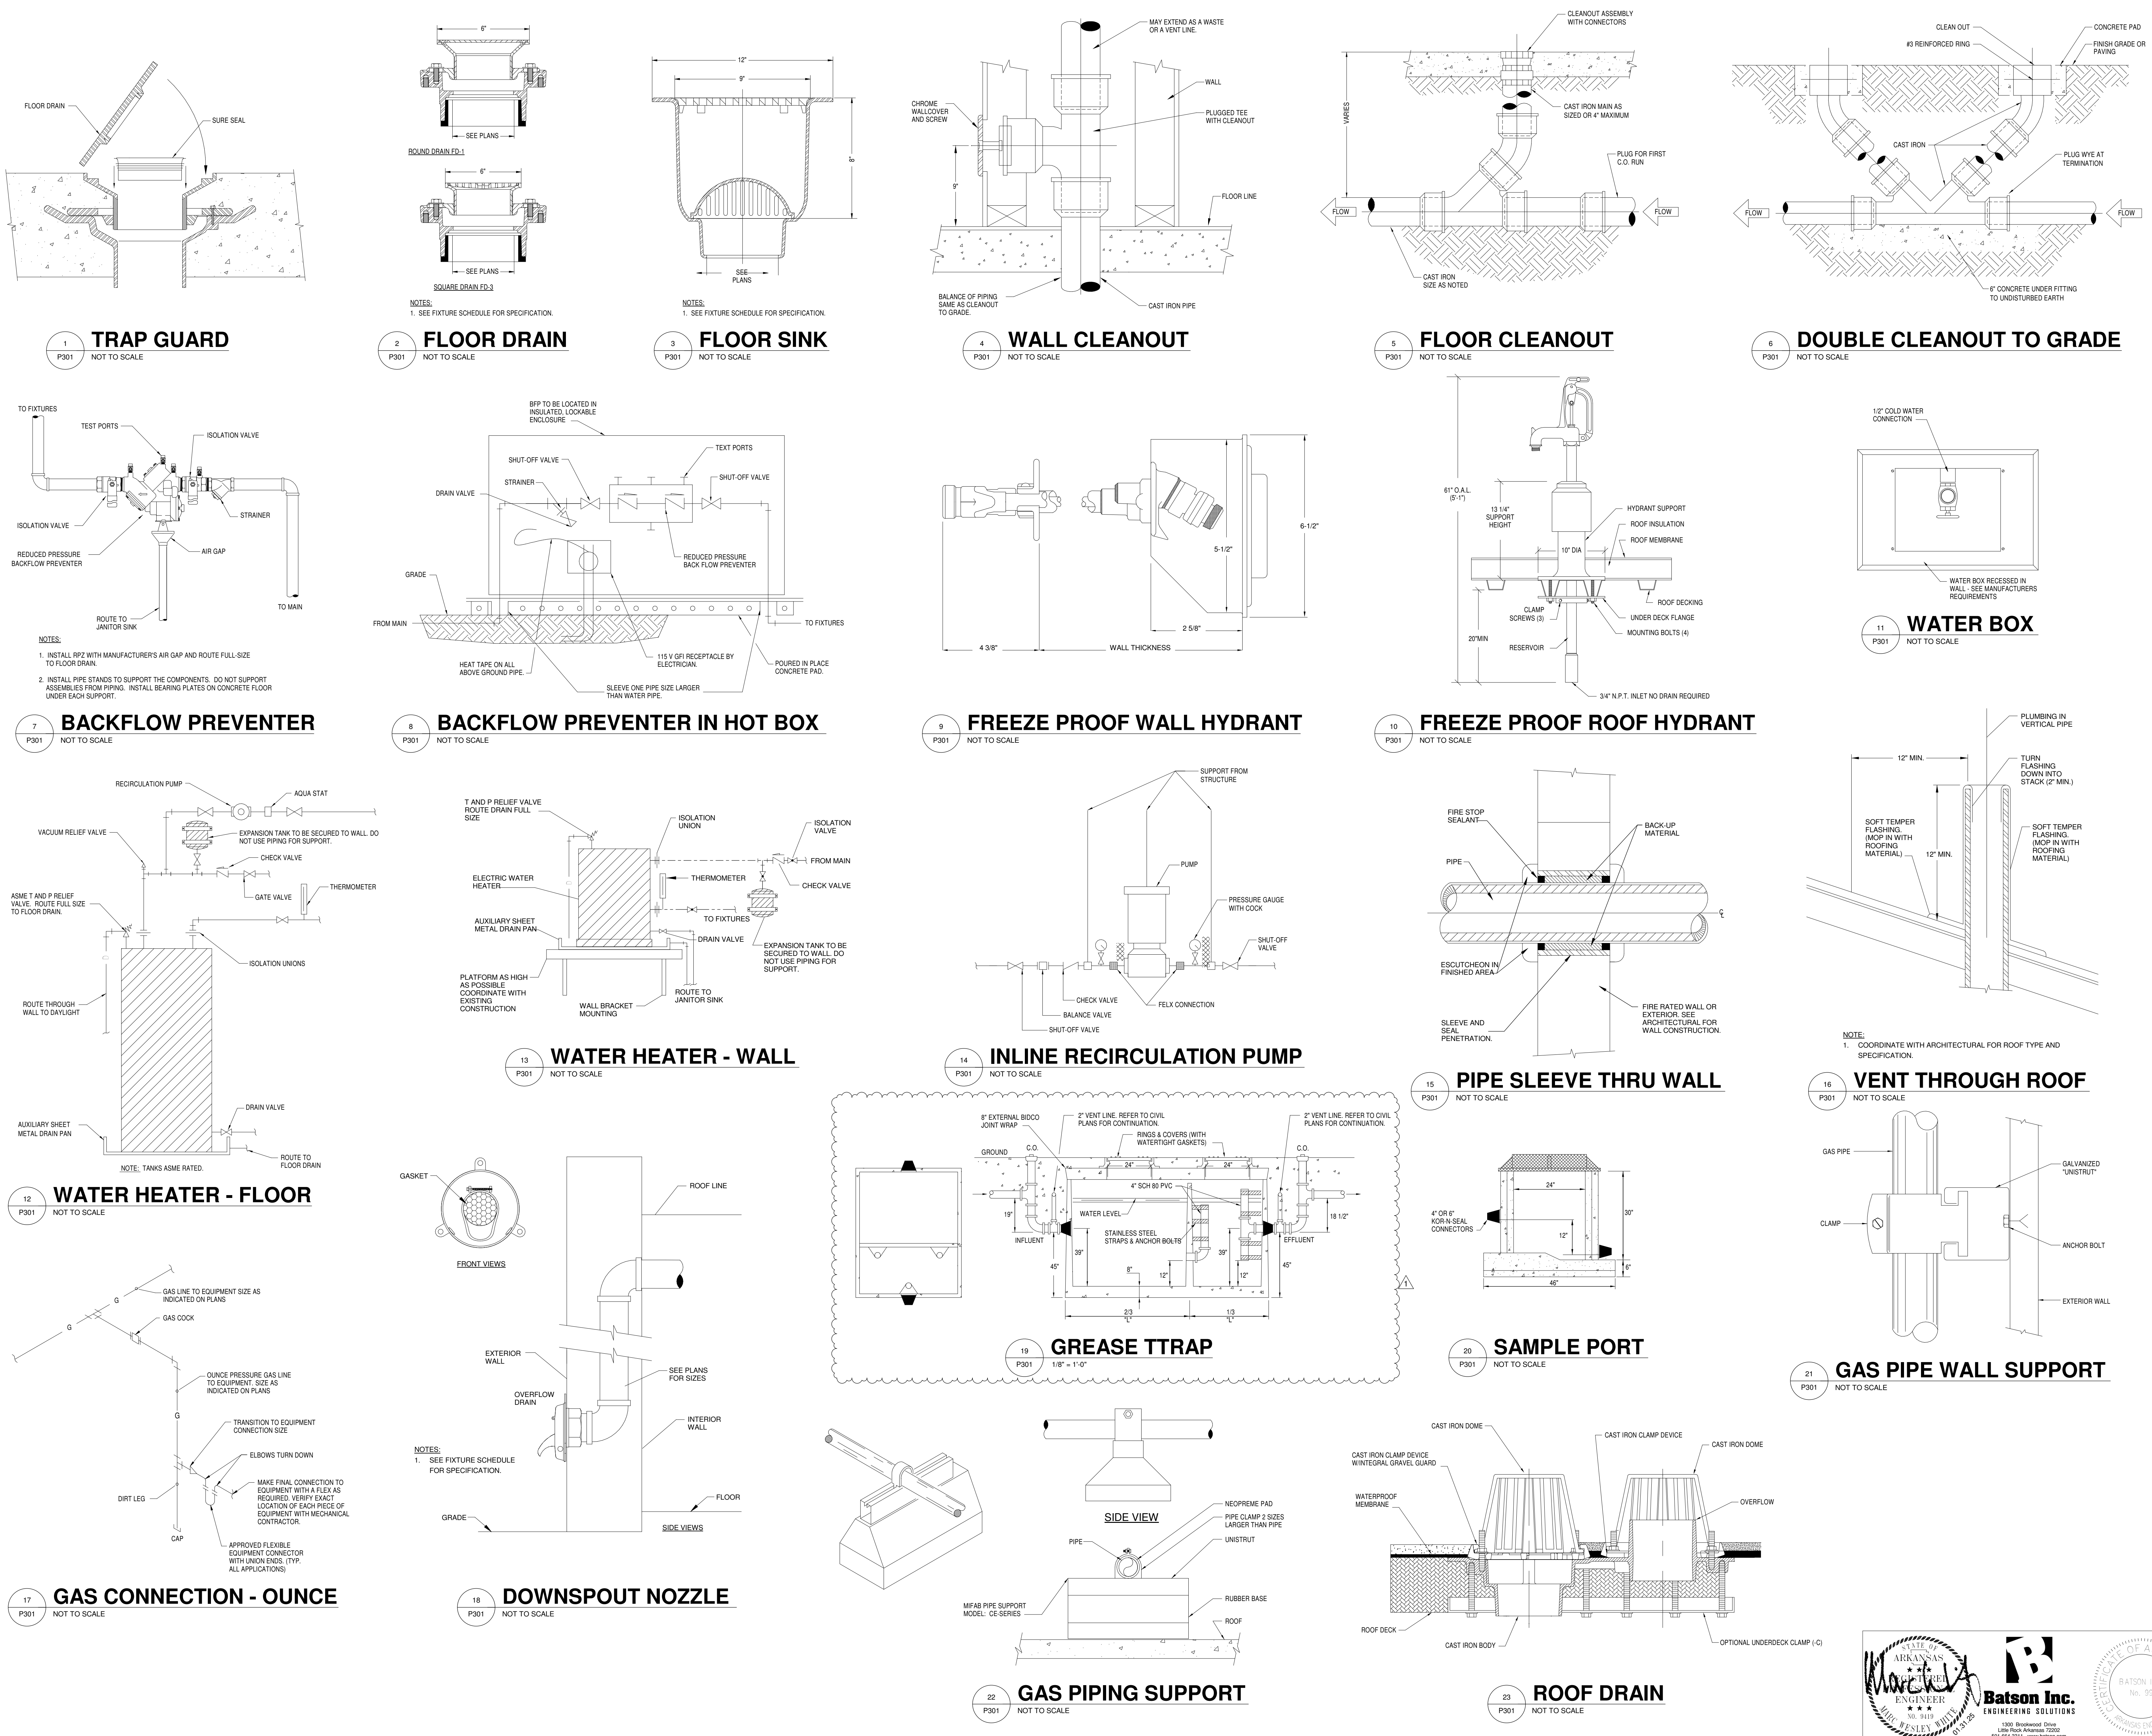 FLOOR DRAIN
SURE SEAL
1
P301
TRAP GUARD
NOT TO SCALE
6"
SEE PLANS
ROUND DRAIN FD-1
6"
SEE PLANS
SQUARE DRAIN FD-3
NOTES:
1. SEE FIXTURE SCHEDULE FOR SPECIFICATION.
2
P301
FLOOR DRAIN
NOT TO SCALE
12"
9"
8"
SEE
PLANS
NOTES:
1. SEE FIXTURE SCHEDULE FOR SPECIFICATION.
3
P301
FLOOR SINK
NOT TO SCALE
MAY EXTEND AS A WASTE
OR A VENT LINE.
WALL
CHROME
WALLCOVER
AND SCREW
PLUGGED TEE
WITH CLEANOUT
9"
FLOOR LINE
BALANCE OF PIPING
SAME AS CLEANOUT
TO GRADE.
CAST IRON PIPE
4
P301
WALL CLEANOUT
NOT TO SCALE
CLEANOUT ASSEMBLY
WITH CONNECTORS
VARIES
CAST IRON MAIN AS
SIZED OR 4" MAXIMUM
PLUG FOR FIRST
C.O. RUN
FLOW
FLOW
CAST IRON
SIZE AS NOTED
5
P301
FLOOR CLEANOUT
NOT TO SCALE
CLEAN OUT
#3 REINFORCED RING
CONCRETE PAD
FINISH GRADE OR
PAVING
CAST IRON
PLUG WYE AT
TERMINATION
FLOW
FLOW
6" CONCRETE UNDER FITTING
TO UNDISTURBED EARTH
6
P301
DOUBLE CLEANOUT TO GRADE
NOT TO SCALE
TO FIXTURES
TEST PORTS
ISOLATION VALVE
ISOLATION VALVE
STRAINER
REDUCED PRESSURE
BACKFLOW PREVENTER
AIR GAP
TO MAIN
ROUTE TO
JANITOR SINK
NOTES:
1. INSTALL RPZ WITH MANUFACTURER'S AIR GAP AND ROUTE FULL-SIZE
TO FLOOR DRAIN.
2. INSTALL PIPE STANDS TO SUPPORT THE COMPONENTS. DO NOT SUPPORT
ASSEMBLIES FROM PIPING. INSTALL BEARING PLATES ON CONCRETE FLOOR
UNDER EACH SUPPORT.
7
P301
BACKFLOW PREVENTER
NOT TO SCALE
BFP TO BE LOCATED IN
INSULATED, LOCKABLE
ENCLOSURE
TEXT PORTS
SHUT-OFF VALVE
SHUT-OFF VALVE
STRAINER
DRAIN VALVE
REDUCED PRESSURE
BACK FLOW PREVENTER
GRADE
FROM MAIN
TO FIXTURES
HEAT TAPE ON ALL
ABOVE GROUND PIPE.
115 V GFI RECEPTACLE BY
ELECTRICIAN.
POURED IN PLACE
CONCRETE PAD.
SLEEVE ONE PIPE SIZE LARGER
THAN WATER PIPE.
8
P301
BACKFLOW PREVENTER IN HOT BOX
NOT TO SCALE
6-1/2"
5-1/2"
2 5/8"
4 3/8"
WALL THICKNESS
9
P301
FREEZE PROOF WALL HYDRANT
NOT TO SCALE
61" O.A.L.
(5'-1")
13 1/4"
SUPPORT
HEIGHT
HYDRANT SUPPORT
ROOF INSULATION
ROOF MEMBRANE
10" DIA
CLAMP
SCREWS (3)
ROOF DECKING
UNDER DECK FLANGE
MOUNTING BOLTS (4)
20"MIN
RESERVOIR
3/4" N.P.T. INLET NO DRAIN REQUIRED
10
P301
FREEZE PROOF ROOF HYDRANT
NOT TO SCALE
1/2" COLD WATER
CONNECTION
WATER BOX RECESSED IN
WALL - SEE MANUFACTURERS
REQUIREMENTS
11
P301
WATER BOX
NOT TO SCALE
RECIRCULATION PUMP
AQUA STAT
VACUUM RELIEF VALVE
EXPANSION TANK TO BE SECURED TO WALL. DO
NOT USE PIPING FOR SUPPORT.
CHECK VALVE
THERMOMETER
GATE VALVE
ASME T AND P RELIEF
VALVE. ROUTE FULL SIZE
TO FLOOR DRAIN.
ISOLATION UNIONS
ROUTE THROUGH
WALL TO DAYLIGHT
DRAIN VALVE
AUXILIARY SHEET
METAL DRAIN PAN
ROUTE TO
FLOOR DRAIN
NOTE: TANKS ASME RATED.
12
P301
WATER HEATER - FLOOR
NOT TO SCALE
T AND P RELIEF VALVE
ROUTE DRAIN FULL
SIZE
ISOLATION
UNION
ISOLATION
VALVE
FROM MAIN
ELECTRIC WATER
HEATER
THERMOMETER
CHECK VALVE
AUXILIARY SHEET
METAL DRAIN PAN
TO FIXTURES
DRAIN VALVE
EXPANSION TANK TO BE
SECURED TO WALL. DO
NOT USE PIPING FOR
SUPPORT.
PLATFORM AS HIGH
AS POSSIBLE
COORDINATE WITH
EXISTING
CONSTRUCTION
WALL BRACKET
MOUNTING
ROUTE TO
JANITOR SINK
13
P301
WATER HEATER - WALL
NOT TO SCALE
SUPPORT FROM
STRUCTURE
PUMP
PRESSURE GAUGE
WITH COCK
SHUT-OFF
VALVE
CHECK VALVE
FELX CONNECTION
BALANCE VALVE
SHUT-OFF VALVE
14
P301
INLINE RECIRCULATION PUMP
NOT TO SCALE
FIRE STOP
SEALANT
BACK-UP
MATERIAL
PIPE
ESCUTCHEON IN
FINISHED AREA
SLEEVE AND
SEAL
PENETRATION.
FIRE RATED WALL OR
EXTERIOR. SEE
ARCHITECTURAL FOR
WALL CONSTRUCTION.
15
P301
PIPE SLEEVE THRU WALL
NOT TO SCALE
PLUMBING IN
VERTICAL PIPE
12" MIN.
TURN
FLASHING
DOWN INTO
STACK (2" MIN.)
SOFT TEMPER
FLASHING.
(MOP IN WITH
ROOFING
MATERIAL)
12" MIN.
SOFT TEMPER
FLASHING.
(MOP IN WITH
ROOFING
MATERIAL)
NOTE:
1. COORDINATE WITH ARCHITECTURAL FOR ROOF TYPE AND
SPECIFICATION.
16
P301
VENT THROUGH ROOF
NOT TO SCALE
G
G
GAS LINE TO EQUIPMENT SIZE AS
INDICATED ON PLANS
GAS COCK
OUNCE PRESSURE GAS LINE
TO EQUIPMENT. SIZE AS
INDICATED ON PLANS
G
TRANSITION TO EQUIPMENT
CONNECTION SIZE
ELBOWS TURN DOWN
DIRT LEG
MAKE FINAL CONNECTION TO
EQUIPMENT WITH A FLEX AS
REQUIRED. VERIFY EXACT
LOCATION OF EACH PIECE OF
EQUIPMENT WITH MECHANICAL
CONTRACTOR.
CAP
APPROVED FLEXIBLE
EQUIPMENT CONNECTOR
WITH UNION ENDS. (TYP.
ALL APPLICATIONS)
17
P301
GAS CONNECTION - OUNCE
NOT TO SCALE
GASKET
FRONT VIEWS
ROOF LINE
EXTERIOR
WALL
SEE PLANS
FOR SIZES
OVERFLOW
DRAIN
INTERIOR
WALL
NOTES:
1. SEE FIXTURE SCHEDULE
FOR SPECIFICATION.
FLOOR
GRADE
SIDE VIEWS
18
P301
DOWNSPOUT NOZZLE
NOT TO SCALE
8" EXTERNAL BIDCO
JOINT WRAP
2" VENT LINE. REFER TO CIVIL
PLANS FOR CONTINUATION.
2" VENT LINE. REFER TO CIVIL
PLANS FOR CONTINUATION.
RINGS & COVERS (WITH
WATERTIGHT GASKETS)
GROUND
C.O.
C.O.
24"
24"
4" SCH 80 PVC
19"
WATER LEVEL
18 1/2"
INFLUENT
STAINLESS STEEL
STRAPS & ANCHOR BOLTS
EFFLUENT
39"
39"
45"
45"
8"
12"
12"
2/3
"L"
1/3
"L"
1
19
P301
GREASE TTRAP
1/8" = 1'-0"
24"
4" OR 6"
KOR-N-SEAL
CONNECTORS
30"
12"
6"
46"
20
P301
SAMPLE PORT
NOT TO SCALE
GAS PIPE
GALVANIZED
"UNISTRUT"
CLAMP
ANCHOR BOLT
EXTERIOR WALL
21
P301
GAS PIPE WALL SUPPORT
NOT TO SCALE
SIDE VIEW
NEOPREME PAD
PIPE CLAMP 2 SIZES
LARGER THAN PIPE
PIPE
UNISTRUT
MIFAB PIPE SUPPORT
MODEL: CE-SERIES
RUBBER BASE
ROOF
22
P301
GAS PIPING SUPPORT
NOT TO SCALE
CAST IRON DOME
CAST IRON CLAMP DEVICE
CAST IRON DOME
CAST IRON CLAMP DEVICE
W/INTEGRAL GRAVEL GUARD
WATERPROOF
MEMBRANE
OVERFLOW
ROOF DECK
CAST IRON BODY
OPTIONAL UNDERDECK CLAMP (-C)
23
P301
ROOF DRAIN
NOT TO SCALE
STATE OF
ARKANSAS
REGISTERED
PROFESSIONAL
ENGINEER
NO. 9419
MARC WESLEY WHITE
01.31.25
B
Batson Inc.
ENGINEERING SOLUTIONS
1300 Brookwood Drive
Little Rock Arkansas 72202
CERTIFICATE OF A
BATSON